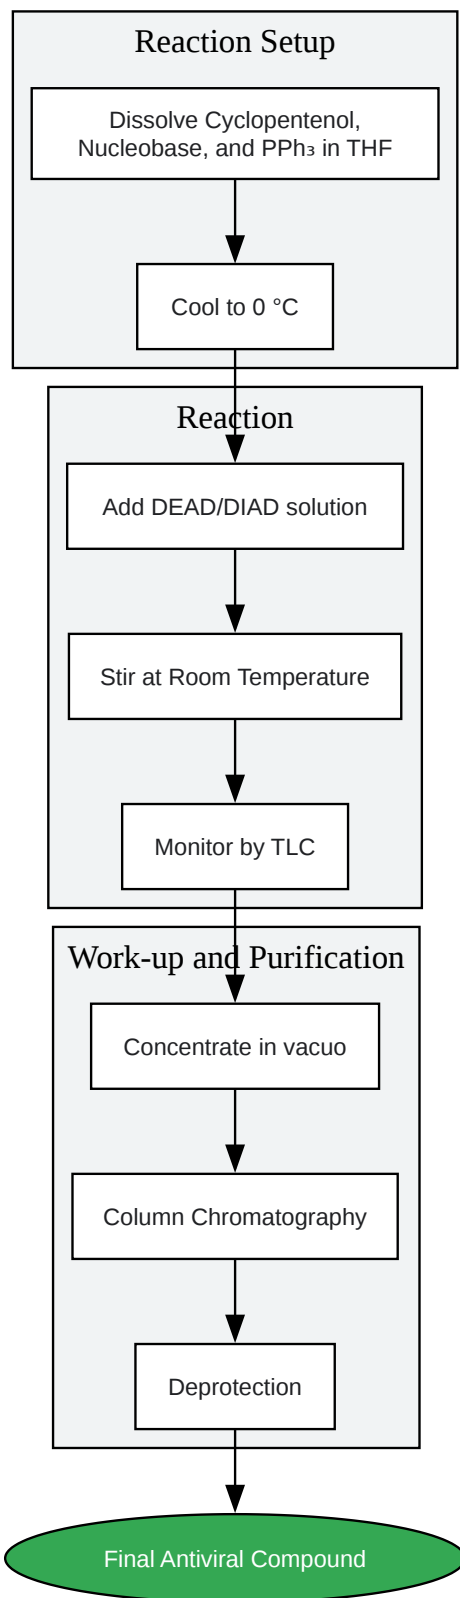 Reaction Setup
Dissolve Cyclopentenol,
Nucleobase, and PPh₃ in THF
Cool to 0 °C
Reaction
Add DEAD/DIAD solution
Stir at Room Temperature
Monitor by TLC
Work-up and Purification
Concentrate in vacuo
Column Chromatography
Deprotection
Final Antiviral Compound